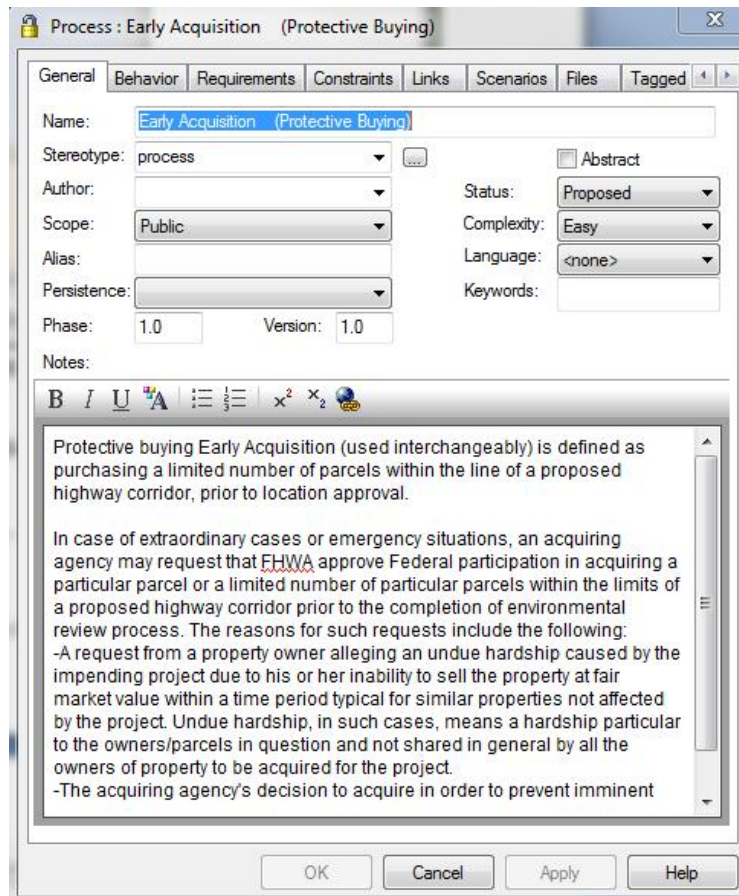 Process : Early Acquisition (Protective Buying)
General Behavior Requirements Constraints Links Scenarios Files Tagged
Name: Early Acquisition (Protective Buying)
Stereotype: process ... Abstract
Author: Status: Proposed
Scope: Public Complexity: Easy
Alias: Language: <none>
Persistence: Keywords:
Phase: 1.0 Version: 1.0
Notes:
B I U A x² x₂
Protective buying Early Acquisition (used interchangeably) is defined as
purchasing a limited number of parcels within the line of a proposed
highway corridor, prior to location approval.
In case of extraordinary cases or emergency situations, an acquiring
agency may request that FHWA approve Federal participation in acquiring a
particular parcel or a limited number of particular parcels within the limits of
a proposed highway corridor prior to the completion of environmental
review process. The reasons for such requests include the following:
-A request from a property owner alleging an undue hardship caused by the
impending project due to his or her inability to sell the property at fair
market value within a time period typical for similar properties not affected
by the project. Undue hardship, in such cases, means a hardship particular
to the owners/parcels in question and not shared in general by all the
owners of property to be acquired for the project.
-The acquiring agency's decision to acquire in order to prevent imminent
OK Cancel Apply Help